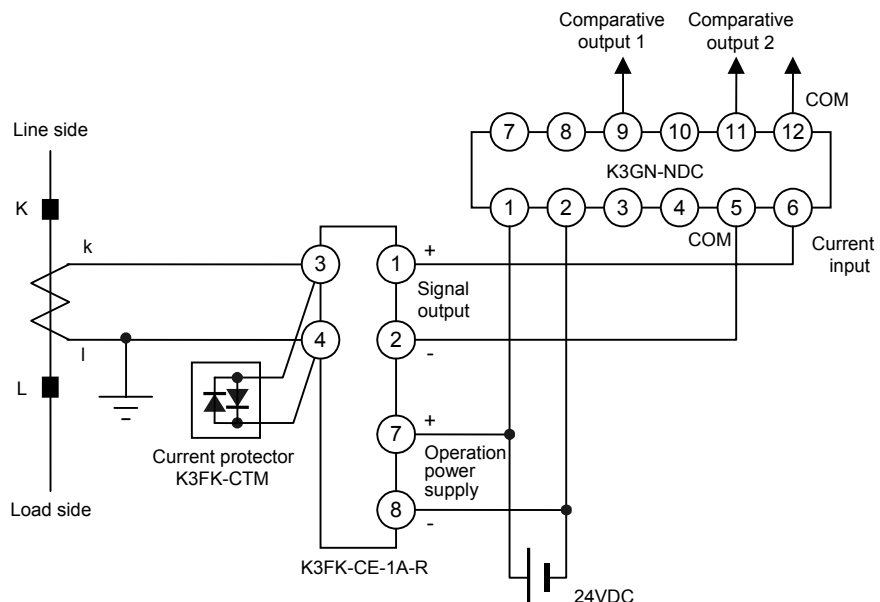 Comparative
output 1
Comparative
output 2
COM
Line side
7 8 9 10 11 12
K3GN-NDC
K
1 2 3 4 5 6
COM
Current
input
k
+
3 1
Signal
output
4 2
l
-
L
+
7
Current protector
K3FK-CTM
Operation
power
supply
8
-
Load side
K3FK-CE-1A-R
24VDC